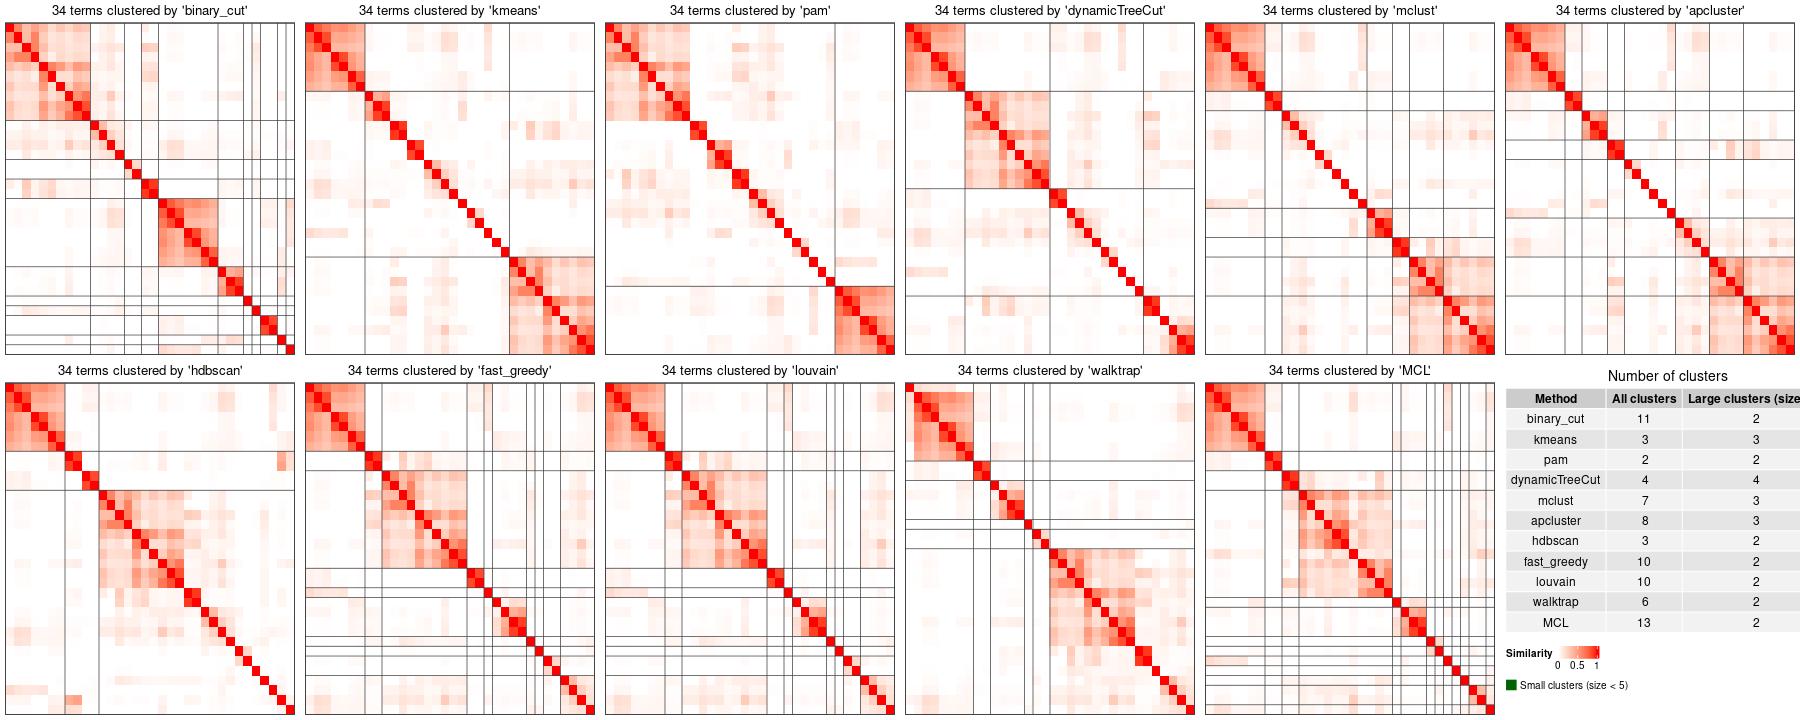 34 terms clustered by 'binary_cut'
34 terms clustered by 'kmeans'
34 terms clustered by 'pam'
34 terms clustered by 'dynamicTreeCut'
34 terms clustered by 'mclust'
34 terms clustered by 'apcluster'
34 terms clustered by 'hdbscan'
34 terms clustered by 'fast_greedy'
34 terms clustered by 'louvain'
34 terms clustered by 'walktrap'
34 terms clustered by 'MCL'
Number of clusters
Method All clusters Large clusters (size
binary_cut 11 2
kmeans 3 3
pam 2 2
dynamicTreeCut 4 4
mclust 7 3
apcluster 8 3
hdbscan 3 2
fast_greedy 10 2
louvain 10 2
walktrap 6 2
MCL 13 2
Similarity
0 0.5 1
Small clusters (size < 5)